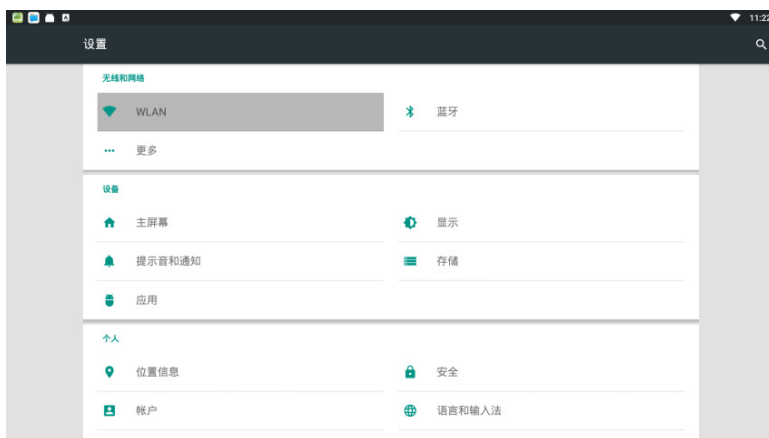 11:22
设置
无线和网络
WLAN
蓝牙
更多
设备
主屏幕
显示
提示音和通知
存储
应用
个人
位置信息
安全
帐户
语言和输入法